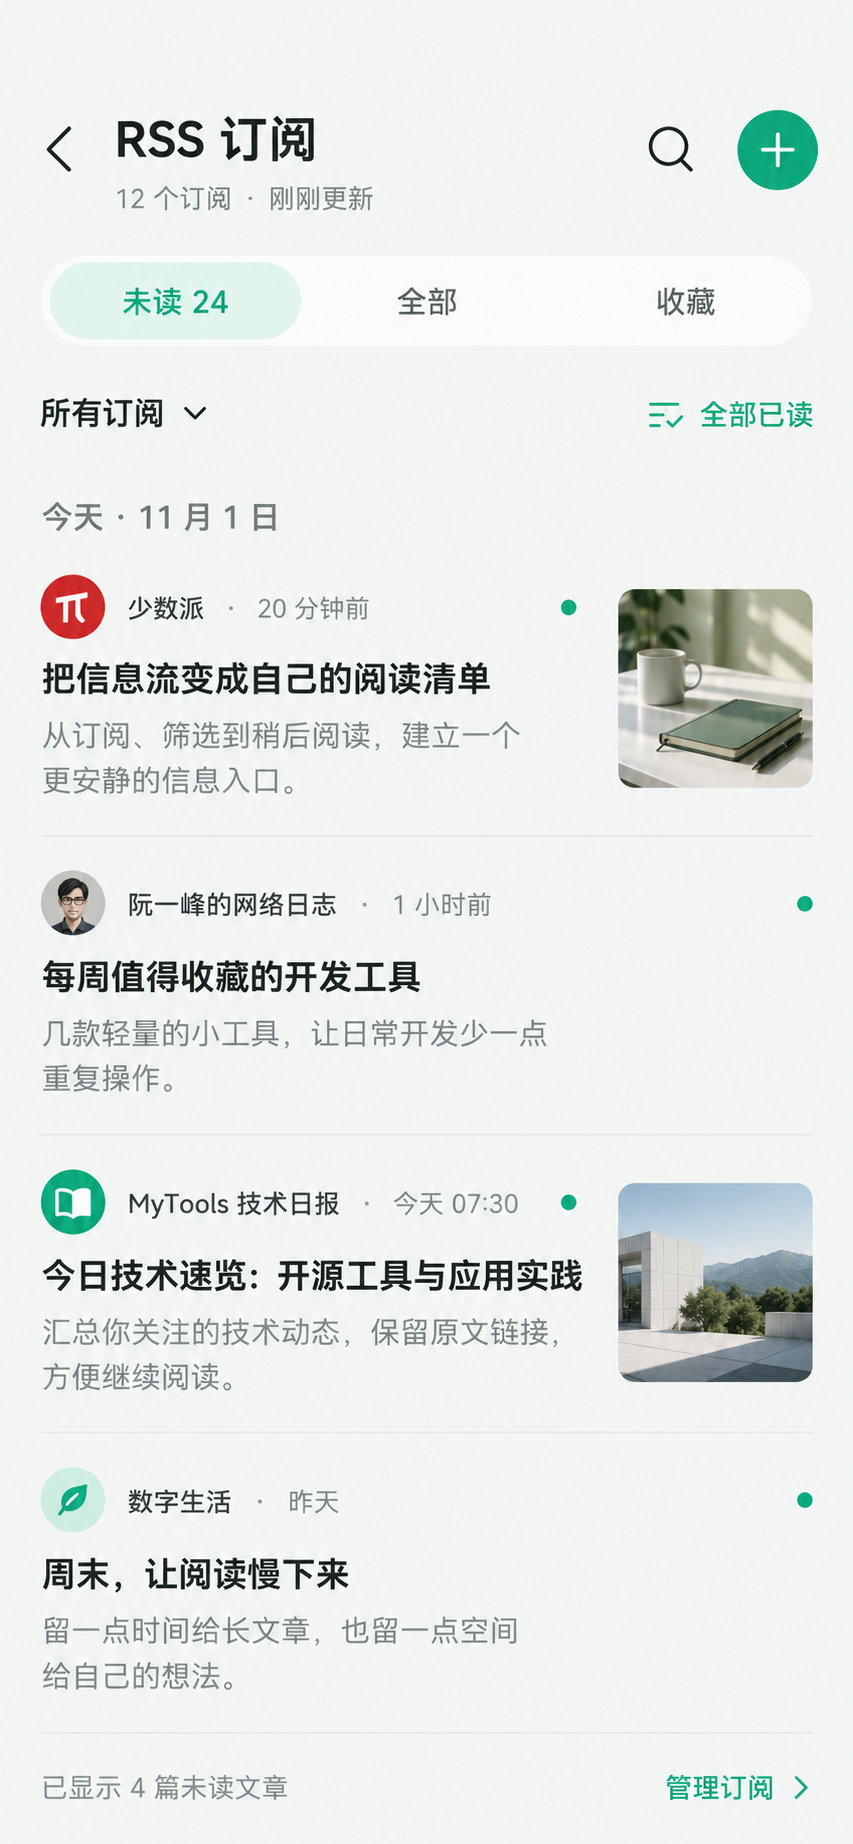 RSS 订阅
12 个订阅 · 刚刚更新
未读 24
全部
收藏
所有订阅
全部已读
今天 · 11 月 1 日
少数派 · 20 分钟前
把信息流变成自己的阅读清单
从订阅、筛选到稍后阅读，建立一个
更安静的信息入口。
阮一峰的网络日志 · 1 小时前
每周值得收藏的开发工具
几款轻量的小工具，让日常开发少一点
重复操作。
MyTools 技术日报 · 今天 07:30
今日技术速览：开源工具与应用实践
汇总你关注的技术动态，保留原文链接，
方便继续阅读。
数字生活 · 昨天
周末，让阅读慢下来
留一点时间给长文章，也留一点空间
给自己的想法。
已显示 4 篇未读文章
管理订阅